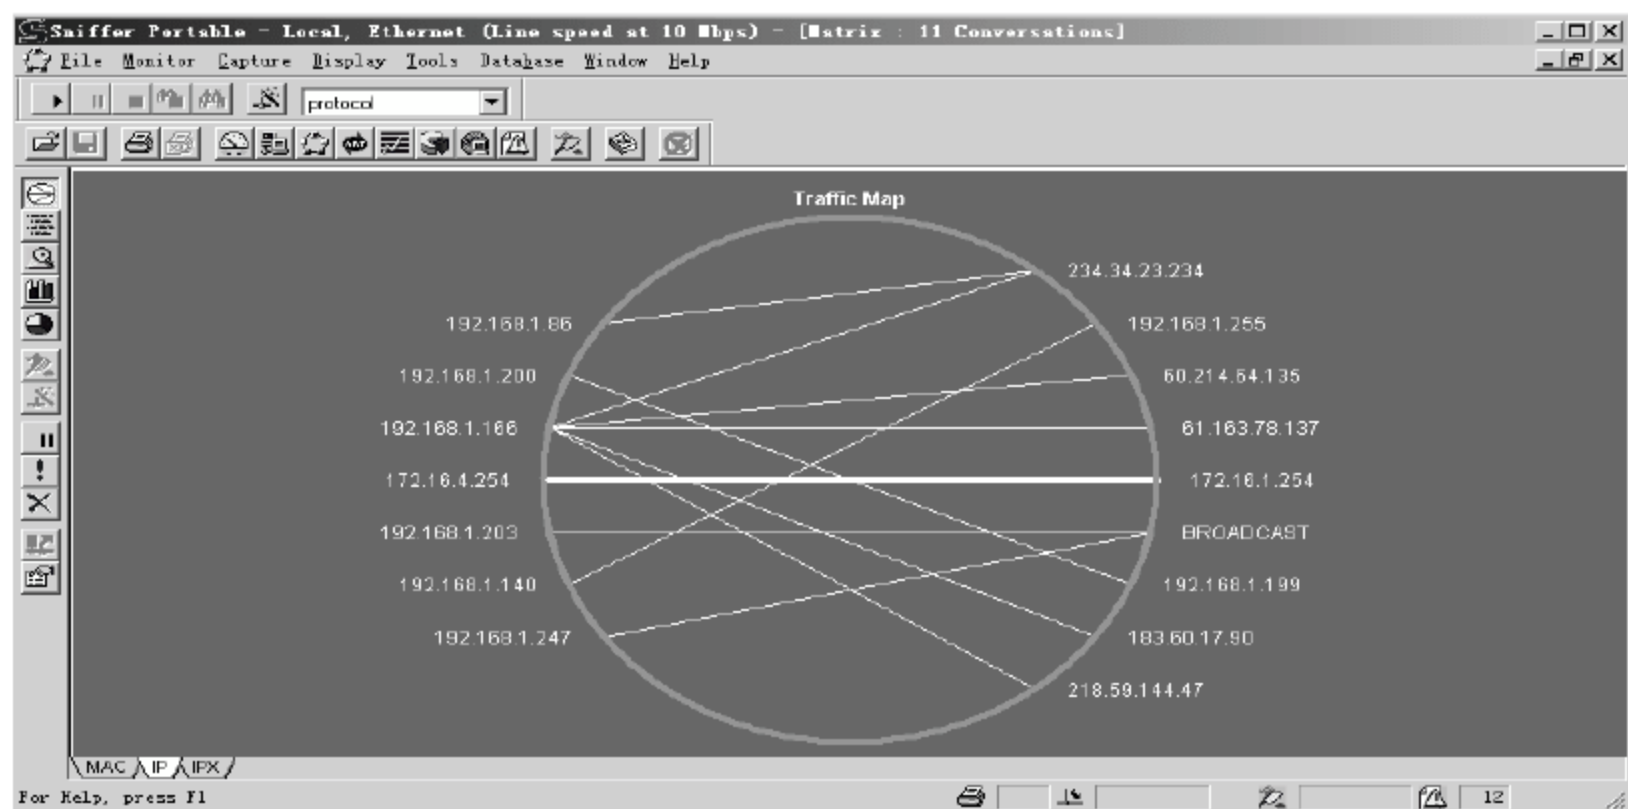 Sniffer Portable - Local, Ethernet (Line speed at 10 Mbps) - [Matrix : 11 Conversations]
File Monitor Capture Display Tools Database Window Help
protocol
Traffic Map
234.34.23.234
192.168.1.86
192.168.1.255
192.168.1.200
60.214.64.135
192.168.1.166
61.163.78.137
172.16.4.254
172.16.1.254
192.168.1.203
BROADCAST
192.168.1.140
192.168.1.199
192.168.1.247
183.60.17.90
218.59.144.47
MAC IP IPX
For Help, press F1
12